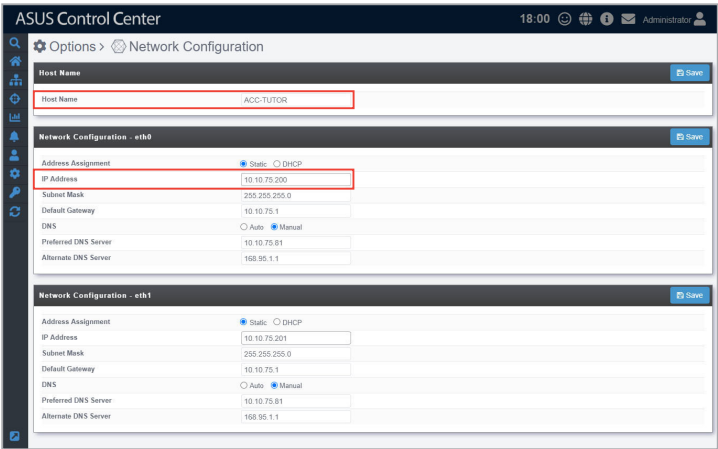 ASUS Control Center 18:00 Administrator
Options > Network Configuration
Host Name Save
Host Name ACC-TUTOR
Network Configuration - eth0 Save
Address Assignment Static DHCP
IP Address 10.10.75.200
Subnet Mask 255.255.255.0
Default Gateway 10.10.75.1
DNS Auto Manual
Preferred DNS Server 10.10.75.81
Alternate DNS Server 168.95.1.1
Network Configuration - eth1 Save
Address Assignment Static DHCP
IP Address 10.10.75.201
Subnet Mask 255.255.255.0
Default Gateway 10.10.75.1
DNS Auto Manual
Preferred DNS Server 10.10.75.81
Alternate DNS Server 168.95.1.1